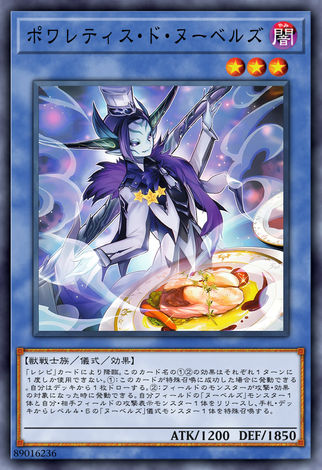 ポワレティス・ド・ヌーベルズ
闇
【獣戦士族／儀式／効果】
「レシピ」カードにより降臨。このカード名の①②の効果はそれぞれ１ターンに
１度しか使用できない。①：このカードが特殊召喚に成功した場合に発動できる。
自分はデッキから１枚ドローする。②：フィールドのモンスターが攻撃・効果
の対象になった時に発動できる。自分フィールドの「ヌーベルズ」モンスター１
体と自分・相手フィールドの攻撃表示モンスター１体をリリースし、手札・デ
ッキからレベル４・５の「ヌーベルズ」儀式モンスター１体を特殊召喚する。
ATK/1200 DEF/1850
89016236